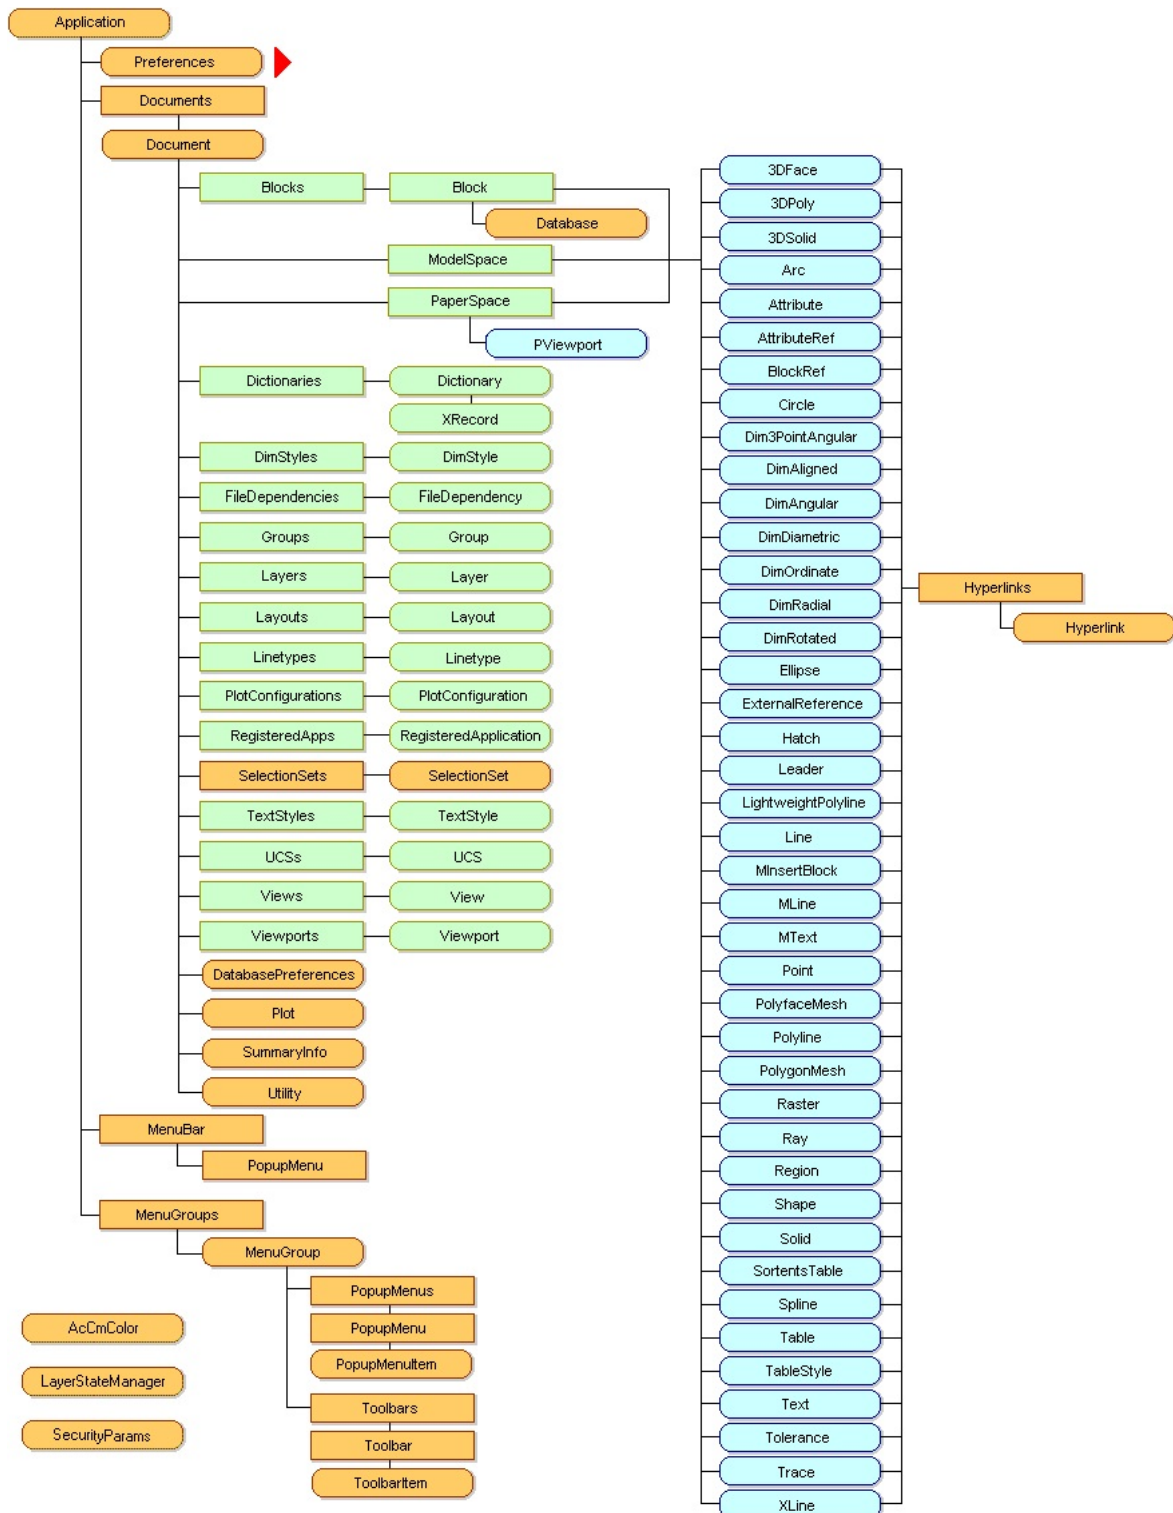 Application
Preferences
Documents
Document
Blocks
Block
Database
ModelSpace
PaperSpace
PViewport
Dictionaries
Dictionary
XRecord
DimStyles
DimStyle
FileDependencies
FileDependency
Groups
Group
Layers
Layer
Layouts
Layout
Linetypes
Linetype
PlotConfigurations
PlotConfiguration
RegisteredApps
RegisteredApplication
SelectionSets
SelectionSet
TextStyles
TextStyle
UCSs
UCS
Views
View
Viewports
Viewport
DatabasePreferences
Plot
SummaryInfo
Utility
MenuBar
PopupMenu
MenuGroups
MenuGroup
PopupMenus
PopupMenu
PopupMenuItem
Toolbars
Toolbar
ToolbarItem
AcCmColor
LayerStateManager
SecurityParams
3DFace
3DPoly
3DSolid
Arc
Attribute
AttributeRef
BlockRef
Circle
Dim3PointAngular
DimAligned
DimAngular
DimDiametric
DimOrdinate
DimRadial
DimRotated
Ellipse
ExternalReference
Hatch
Leader
LightweightPolyline
Line
MInsertBlock
MLine
MText
Point
PolyfaceMesh
Polyline
PolygonMesh
Raster
Ray
Region
Shape
Solid
SortentsTable
Spline
Table
TableStyle
Text
Tolerance
Trace
XLine
Hyperlinks
Hyperlink